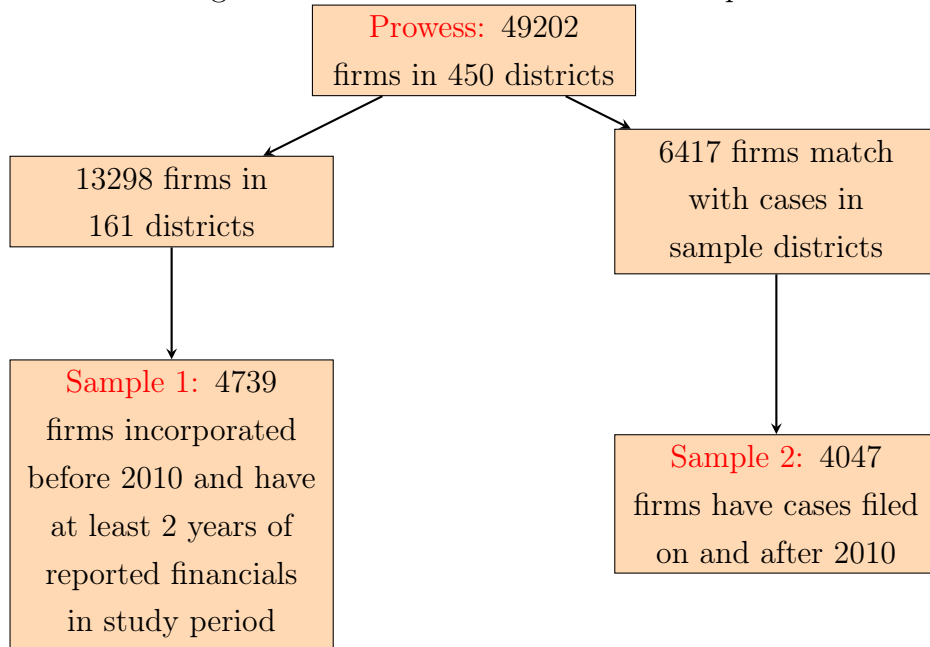 Prowess: 49202
firms in 450 districts
13298 firms in
161 districts
6417 firms match
with cases in
sample districts
Sample 1: 4739
firms incorporated
before 2010 and have
at least 2 years of
reported financials
in study period
Sample 2: 4047
firms have cases filed
on and after 2010